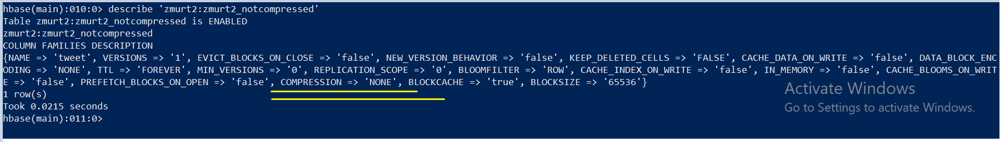 hbase(main):010:0> describe 'zmurt2:zmurt2_notcompressed'
Table zmurt2:zmurt2_notcompressed is ENABLED
zmurt2:zmurt2_notcompressed
COLUMN FAMILIES DESCRIPTION
{NAME => 'tweet', VERSIONS => '1', EVICT_BLOCKS_ON_CLOSE => 'false', NEW_VERSION_BEHAVIOR => 'false', KEEP_DELETED_CELLS => 'FALSE', CACHE_DATA_ON_WRITE => 'false', DATA_BLOCK_ENC
ODING => 'NONE', TTL => 'FOREVER', MIN_VERSIONS => '0', REPLICATION_SCOPE => '0', BLOOMFILTER => 'ROW', CACHE_INDEX_ON_WRITE => 'false', IN_MEMORY => 'false', CACHE_BLOOMS_ON_WRIT
E => 'false', PREFETCH_BLOCKS_ON_OPEN => 'false', COMPRESSION => 'NONE', BLOCKCACHE => 'true', BLOCKSIZE => '65536'}
1 row(s)
Took 0.0215 seconds
hbase(main):011:0>
Activate Windows
Go to Settings to activate Windows.